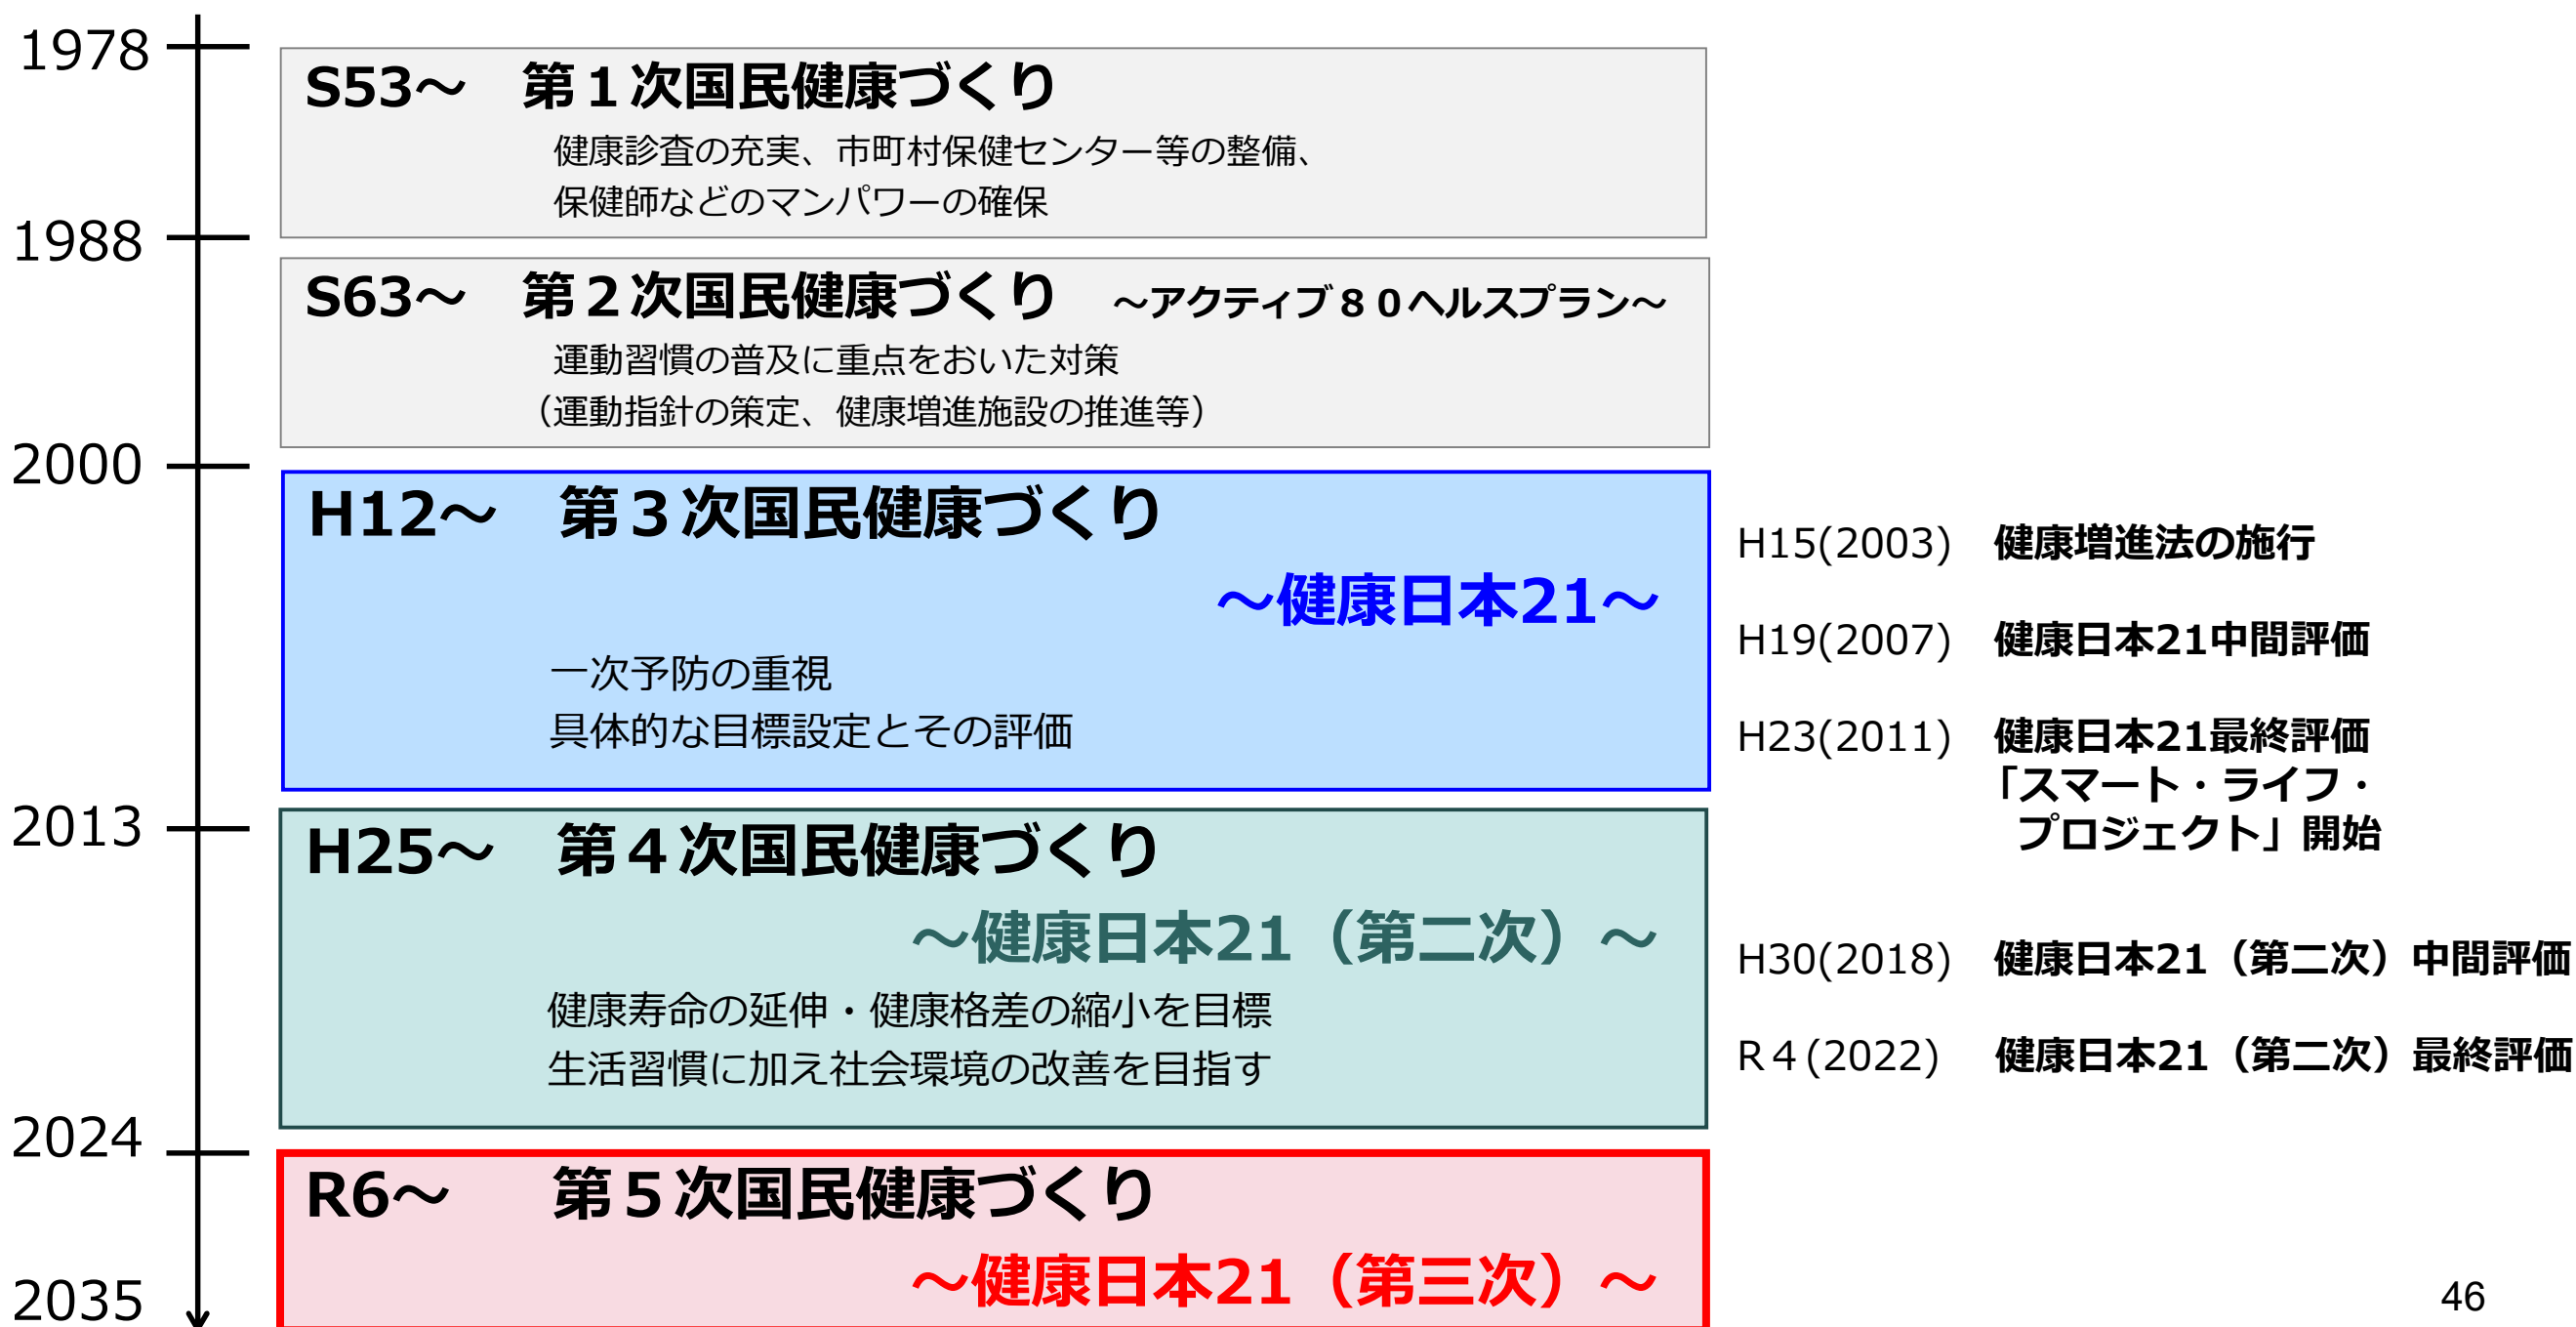 1978
S53～　第１次国民健康づくり
健康診査の充実、市町村保健センター等の整備、
保健師などのマンパワーの確保
1988
S63～　第２次国民健康づくり　～アクティブ８０ヘルスプラン～
運動習慣の普及に重点をおいた対策
（運動指針の策定、健康増進施設の推進等）
2000
H12～　第３次国民健康づくり
～健康日本21～
一次予防の重視
具体的な目標設定とその評価
H15(2003)　健康増進法の施行
H19(2007)　健康日本21中間評価
H23(2011)　健康日本21最終評価
「スマート・ライフ・
プロジェクト」開始
2013
H25～　第４次国民健康づくり
～健康日本21（第二次）～
健康寿命の延伸・健康格差の縮小を目標
生活習慣に加え社会環境の改善を目指す
H30(2018)　健康日本21（第二次）中間評価
R４(2022)　健康日本21（第二次）最終評価
2024
R6～　第５次国民健康づくり
～健康日本21（第三次）～
2035
46